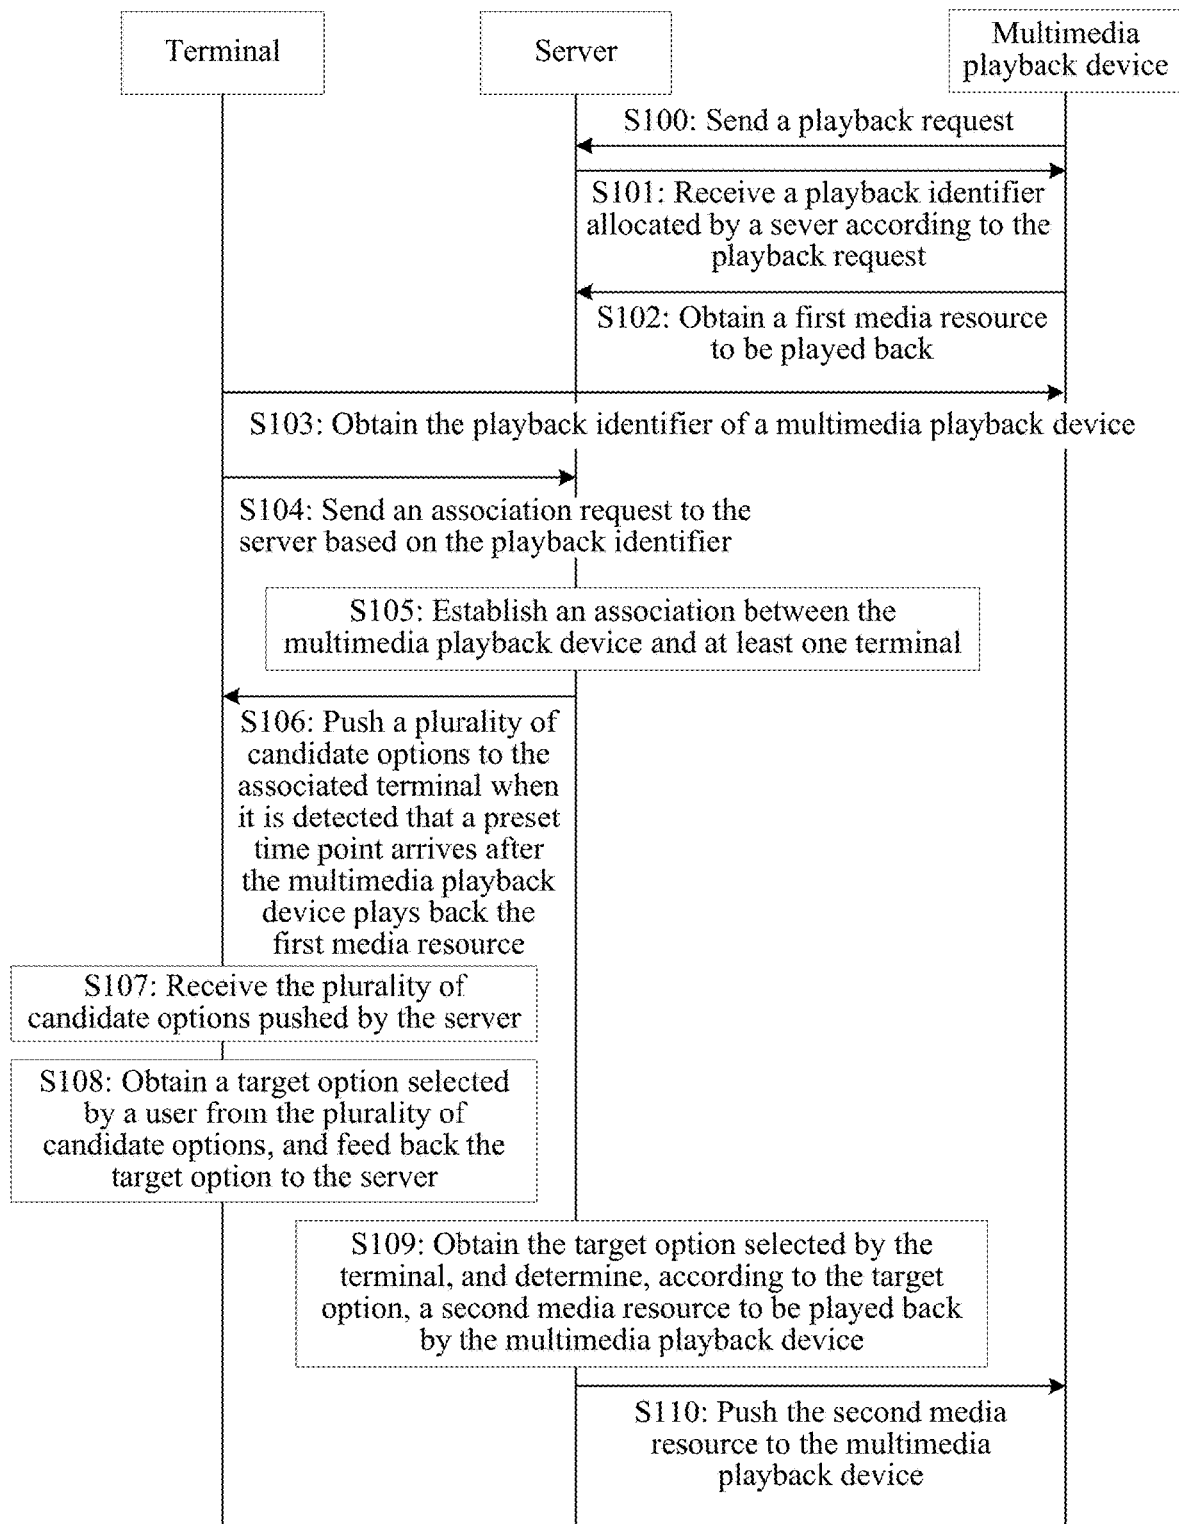 Terminal
Server
Multimedia
playback device
S100: Send a playback request
S101: Receive a playback identifier
allocated by a sever according to the
playback request
S102: Obtain a first media resource
to be played back
S103: Obtain the playback identifier of a multimedia playback device
S104: Send an association request to the
server based on the playback identifier
S105: Establish an association between the
multimedia playback device and at least one terminal
S106: Push a plurality of
candidate options to the
associated terminal when
it is detected that a preset
time point arrives after
the multimedia playback
device plays back the
first media resource
S107: Receive the plurality of
candidate options pushed by the server
S108: Obtain a target option selected
by a user from the plurality of
candidate options, and feed back the
target option to the server
S109: Obtain the target option selected by the
terminal, and determine, according to the target
option, a second media resource to be played back
by the multimedia playback device
S110: Push the second media
resource to the multimedia
playback device